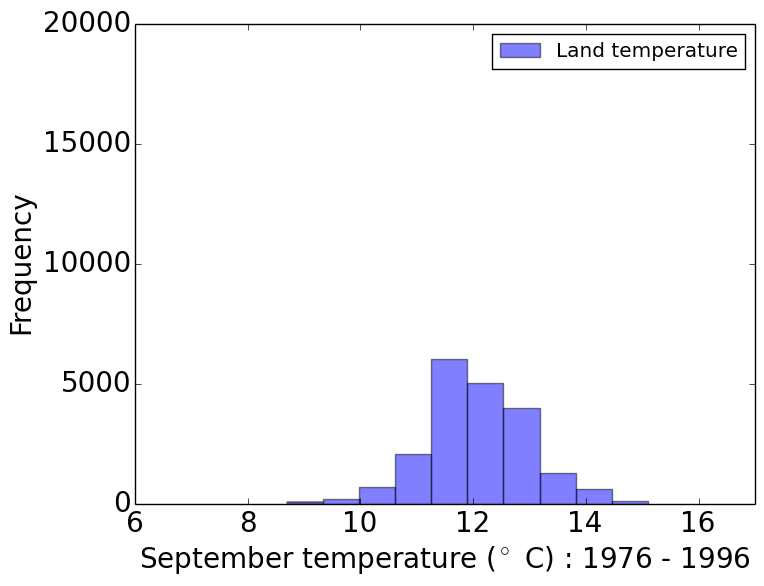 20000
15000
10000
5000
0
Frequency
Land temperature
6 8 10 12 14 16
September temperature (° C) : 1976 - 1996